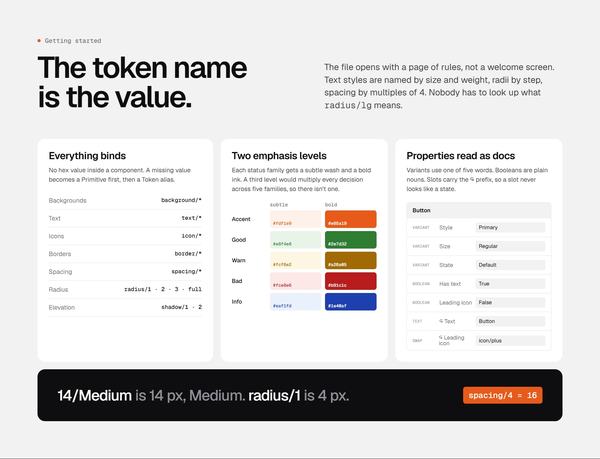 Getting started
The token name
is the value.
The file opens with a page of rules, not a welcome screen.
Text styles are named by size and weight, radii by step,
spacing by multiples of 4. Nobody has to look up what
radius/lg means.
Everything binds
No hex value inside a component. A missing value
becomes a Primitive first, then a Token alias.
Backgrounds background/*
Text text/*
Icons icon/*
Borders border/*
Spacing spacing/*
Radius radius/1 · 2 · 3 · full
Elevation shadow/1 · 2
Two emphasis levels
Each status family gets a subtle wash and a bold
ink. A third level would multiply every decision
across five families, so there isn't one.
subtle bold
Accent
Good #2e7d32
Warn
Bad
Info #1e40af
Properties read as docs
Variants use one of five words. Booleans are plain
nouns. Slots carry the ↳ prefix, so a slot never
looks like a state.
Button
VARIANT Style Primary
VARIANT Size Regular
VARIANT State Default
BOOLEAN Has text True
BOOLEAN Leading icon False
TEXT ↳ Text Button
SWAP ↳ Leading icon icon/plus
14/Medium is 14 px, Medium. radius/1 is 4 px.
spacing/4 = 16